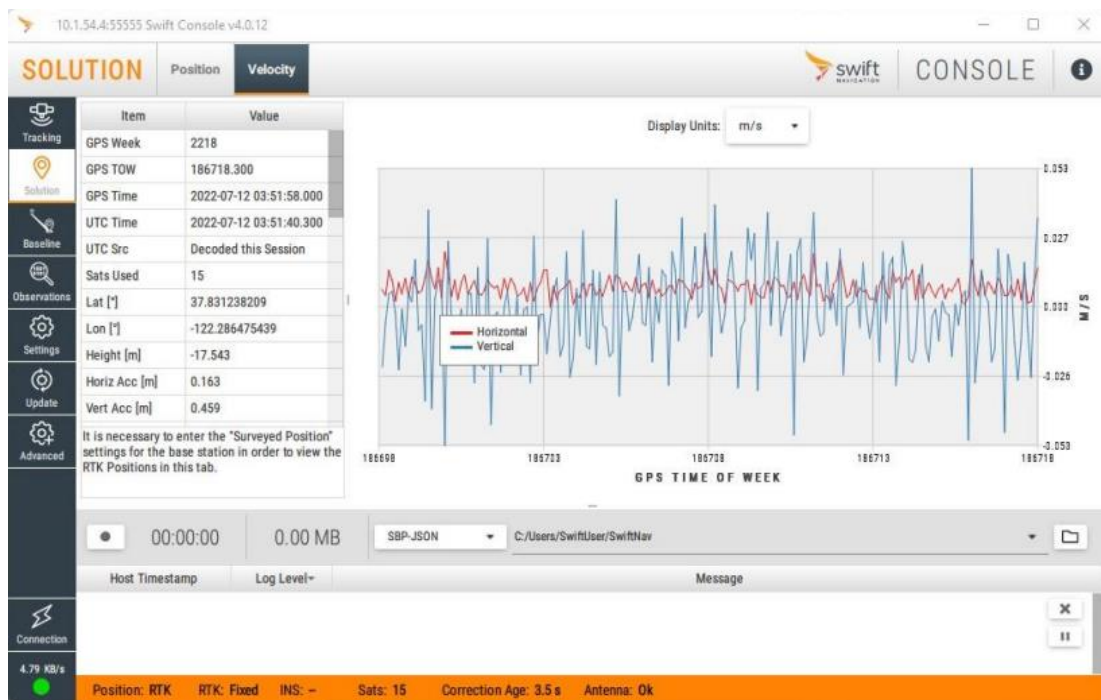 10.1.54.4:55555 Swift Console v4.0.12
SOLUTION
Position
Velocity
swift
NAVIGATION
CONSOLE
Tracking
Solution
Baseline
Observations
Settings
Update
Advanced
Item Value
GPS Week 2218
GPS TOW 186718.300
GPS Time 2022-07-12 03:51:58.000
UTC Time 2022-07-12 03:51:40.300
UTC Src Decoded this Session
Sats Used 15
Lat [°] 37.831238209
Lon [°] -122.286475439
Height [m] -17.543
Horiz Acc [m] 0.163
Vert Acc [m] 0.459
It is necessary to enter the "Surveyed Position"
settings for the base station in order to view the
RTK Positions in this tab.
Display Units: m/s
0.053
0.027
0.000
-0.026
-0.053
M/S
Horizontal
Vertical
186698 186703 186708 186713 186718
GPS TIME OF WEEK
00:00:00 0.00 MB SBP-JSON C:/Users/SwiftUser/SwiftNav
Host Timestamp Log Level Message
Connection
4.79 KB/s
Position: RTK RTK: Fixed INS: – Sats: 15 Correction Age: 3.5 s Antenna: Ok